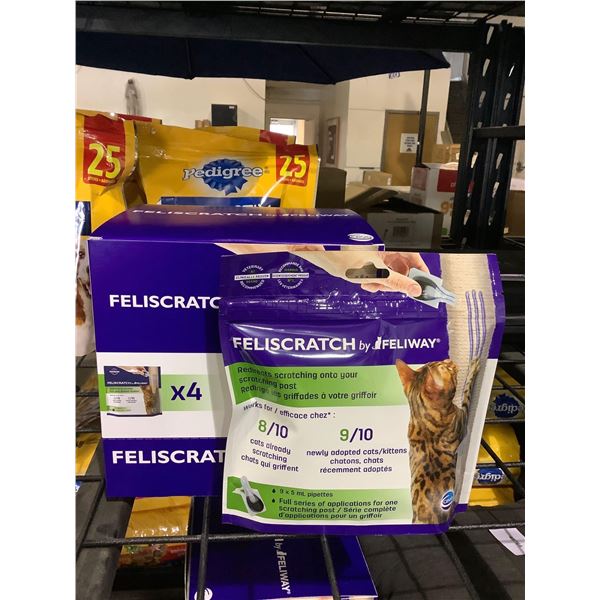 25
Pedigree
25
FELISCRATCH
x4
FELISCRATCH
FELISCRATCH by FELIWAY®
Redirects scratching onto your
scratching post
Redirige les griffades à votre griffoir
Works for / efficace chez* :
8/10
cats already
scratching
chats qui griffent
9/10
newly adopted cats/kittens
chatons, chats
récemment adoptés
9 x 5 mL pipettes
Full series of applications for one
scratching post / Série complète
d'applications pour un griffoir
Pedigree
by FELIWAY